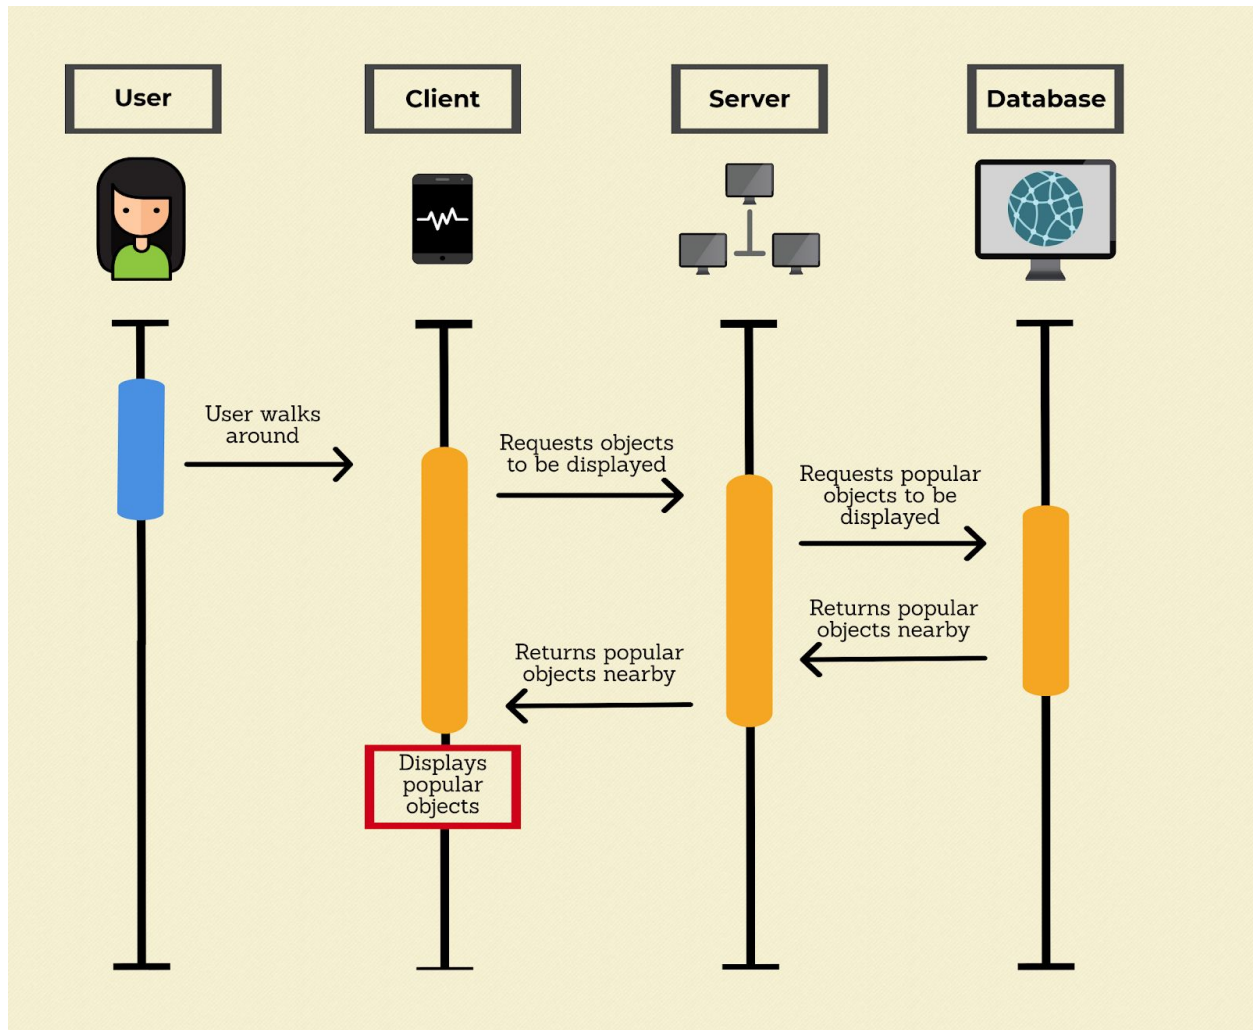 User
Client
Server
Database
User walks
around
Requests objects
to be displayed
Requests popular
objects to be
displayed
Returns popular
objects nearby
Returns popular
objects nearby
Displays
popular
objects